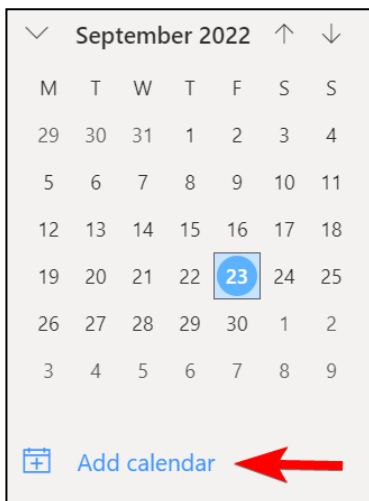 September 2022
M T W T F S S
29 30 31 1 2 3 4
5 6 7 8 9 10 11
12 13 14 15 16 17 18
19 20 21 22 23 24 25
26 27 28 29 30 1 2
3 4 5 6 7 8 9
Add calendar